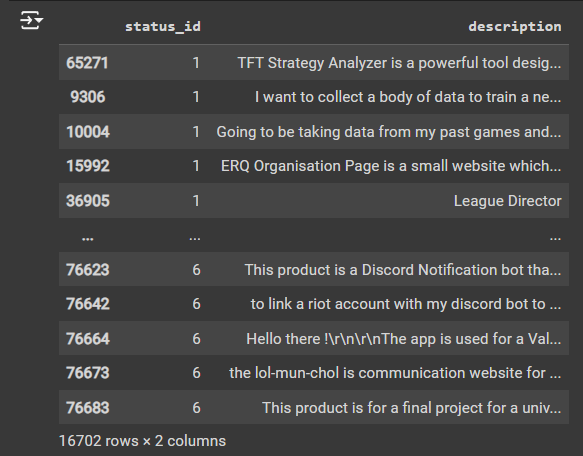 status_id description
65271 1 TFT Strategy Analyzer is a powerful tool desig...
9306 1 I want to collect a body of data to train a ne...
10004 1 Going to be taking data from my past games and...
15992 1 ERQ Organisation Page is a small website which...
36905 1 League Director
... ... ...
76623 6 This product is a Discord Notification bot tha...
76642 6 to link a riot account with my discord bot to ...
76664 6 Hello there !\r\n\r\nThe app is used for a Val...
76673 6 the lol-mun-chol is communication website for ...
76683 6 This product is for a final project for a univ...
16702 rows × 2 columns